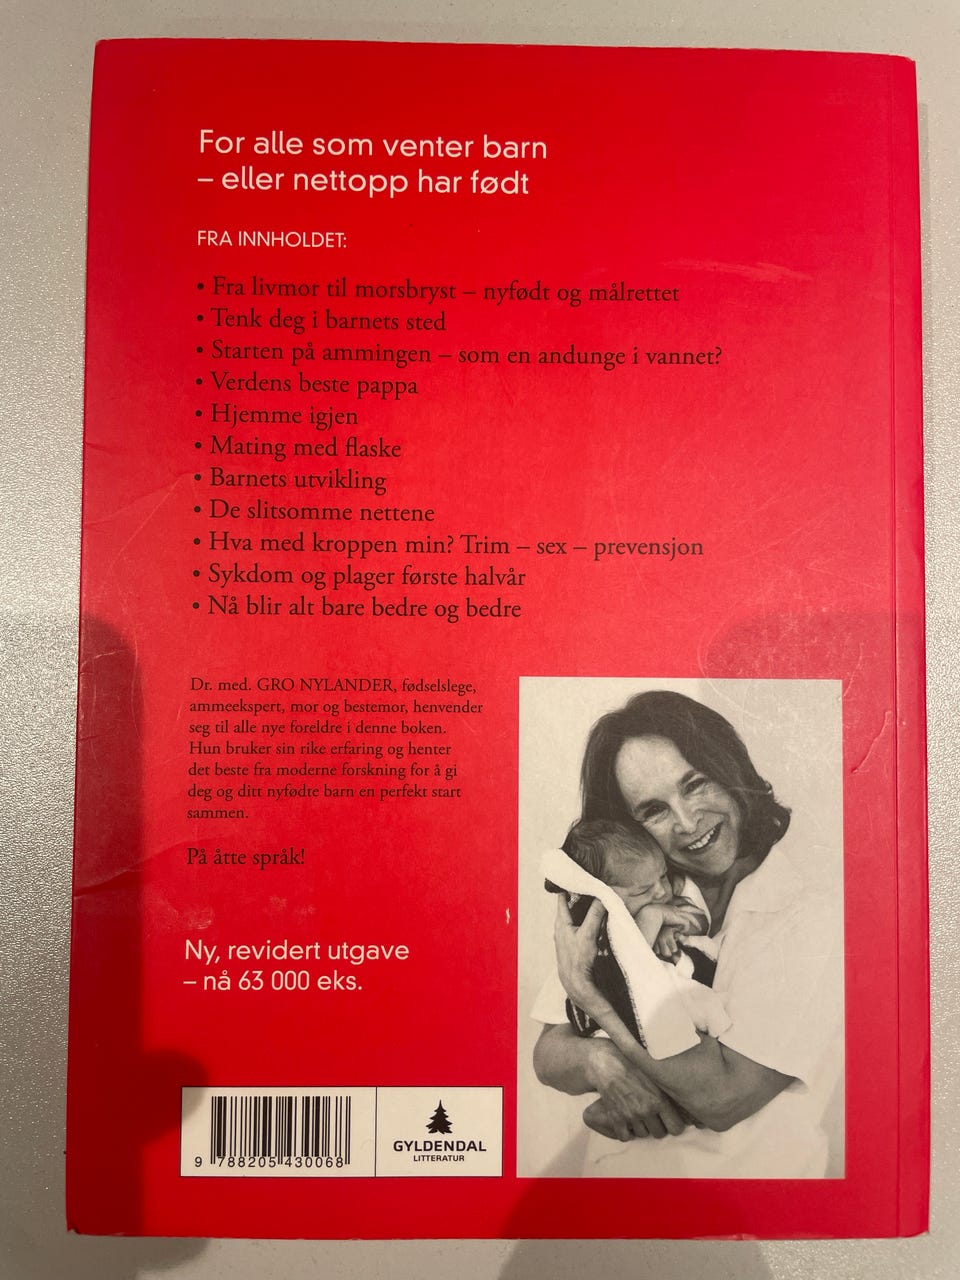 For alle som venter barn
– eller nettopp har født
FRA INNHOLDET:
• Fra livmor til morsbryst – nyfødt og målrettet
• Tenk deg i barnets sted
• Starten på ammingen – som en andunge i vannet?
• Verdens beste pappa
• Hjemme igjen
• Mating med flaske
• Barnets utvikling
• De slitsomme nettene
• Hva med kroppen min? Trim – sex – prevensjon
• Sykdom og plager første halvår
• Nå blir alt bare bedre og bedre
Dr. med. GRO NYLANDER, fødselslege,
ammeekspert, mor og bestemor, henvender
seg til alle nye foreldre i denne boken.
Hun bruker sin rike erfaring og henter
det beste fra moderne forskning for å gi
deg og ditt nyfødte barn en perfekt start
sammen.
På åtte språk!
Ny, revidert utgave
– nå 63 000 eks.
9 788205 430068
GYLDENDAL
LITTERATUR